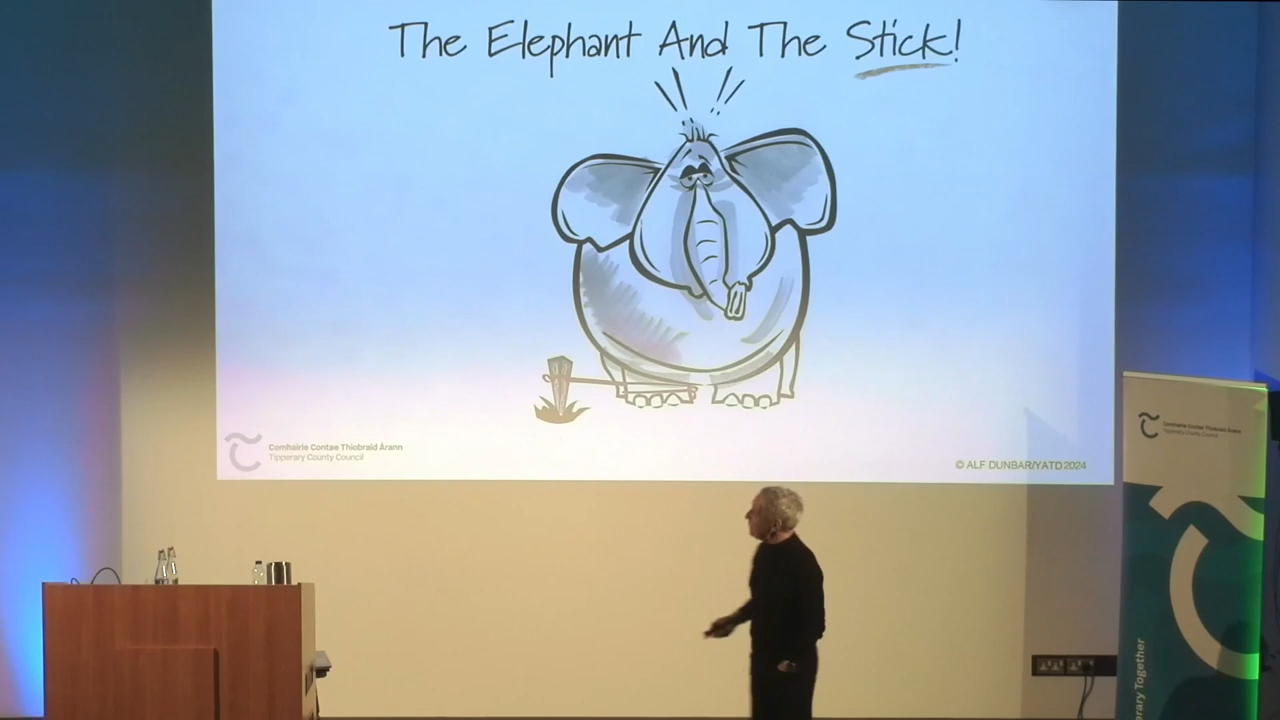 The Elephant And The Stick!
Comhairle Contae Thiobraid Árann
Tipperary County Council
© ALF DUNBAR/YATD 2024
Comhairle Contae Thiobraid Árann
Tipperary County Council
Together